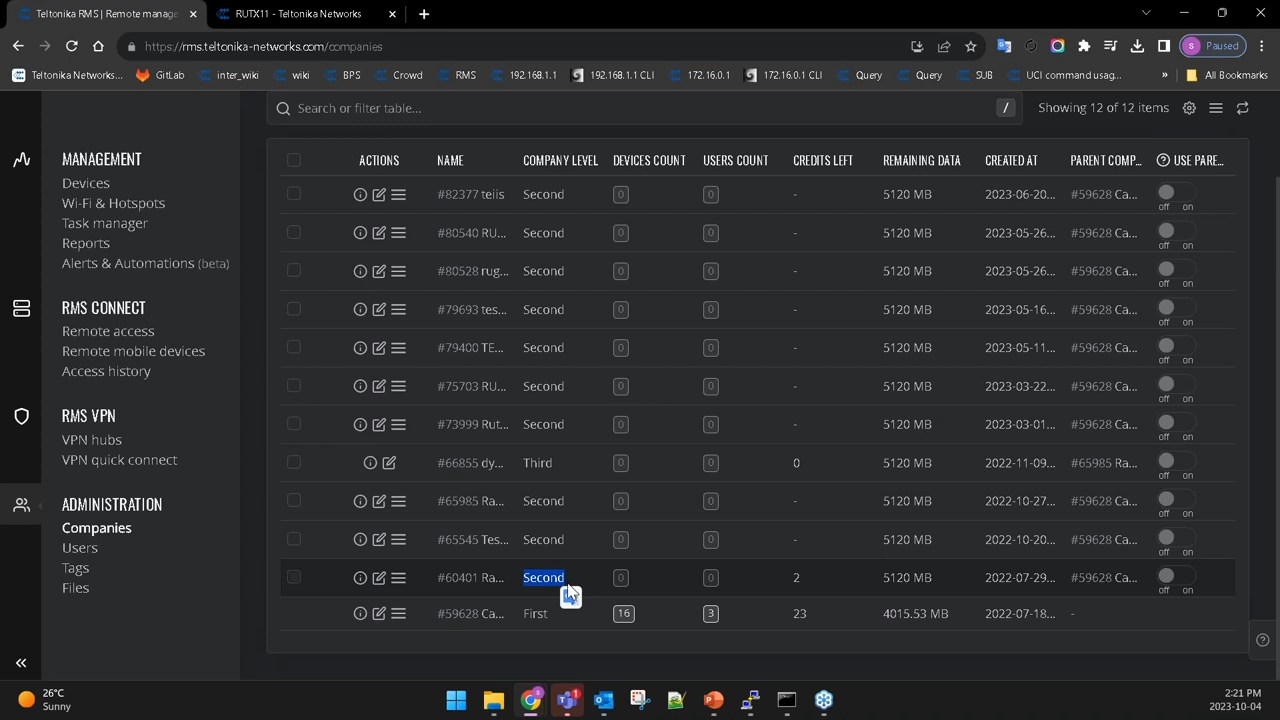 Teltonika RMS | Remote manag
RUTX11 - Teltonika Networks
https://rms.teltonika-networks.com/companies
S Paused
Teltonika Networks...
GitLab
inter_wiki
wiki
BPS
Crowd
RMS
192.168.1.1
192.168.1.1 CLI
172.16.0.1
172.16.0.1 CLI
Query
Query
SUB
UCI command usag...
»
All Bookmarks
Search or filter table...
/
Showing 12 of 12 items
MANAGEMENT
Devices
Wi-Fi & Hotspots
Task manager
Reports
Alerts & Automations (beta)
RMS CONNECT
Remote access
Remote mobile devices
Access history
RMS VPN
VPN hubs
VPN quick connect
ADMINISTRATION
Companies
Users
Tags
Files
ACTIONS NAME COMPANY LEVEL DEVICES COUNT USERS COUNT CREDITS LEFT REMAINING DATA CREATED AT PARENT COMP... USE PARE...
#82377 teiis Second 0 0 - 5120 MB 2023-06-20... #59628 Ca... off on
#80540 RU... Second 0 0 - 5120 MB 2023-05-26... #59628 Ca... off on
#80528 rug... Second 0 0 - 5120 MB 2023-05-26... #59628 Ca... off on
#79693 tes... Second 0 0 - 5120 MB 2023-05-16... #59628 Ca... off on
#79400 TE... Second 0 0 - 5120 MB 2023-05-11... #59628 Ca... off on
#75703 RU... Second 0 0 - 5120 MB 2023-03-22... #59628 Ca... off on
#73999 Rut... Second 0 0 - 5120 MB 2023-03-01... #59628 Ca... off on
#66855 dy... Third 0 0 0 5120 MB 2022-11-09... #65985 Ra... off on
#65985 Ra... Second 0 0 - 5120 MB 2022-10-27... #59628 Ca... off on
#65545 Tes... Second 0 0 - 5120 MB 2022-10-20... #59628 Ca... off on
#60401 Ra... Second 0 0 2 5120 MB 2022-07-29... #59628 Ca... off on
#59628 Ca... First 16 3 23 4015.53 MB 2022-07-18... -
26°C
Sunny
2:21 PM
2023-10-04